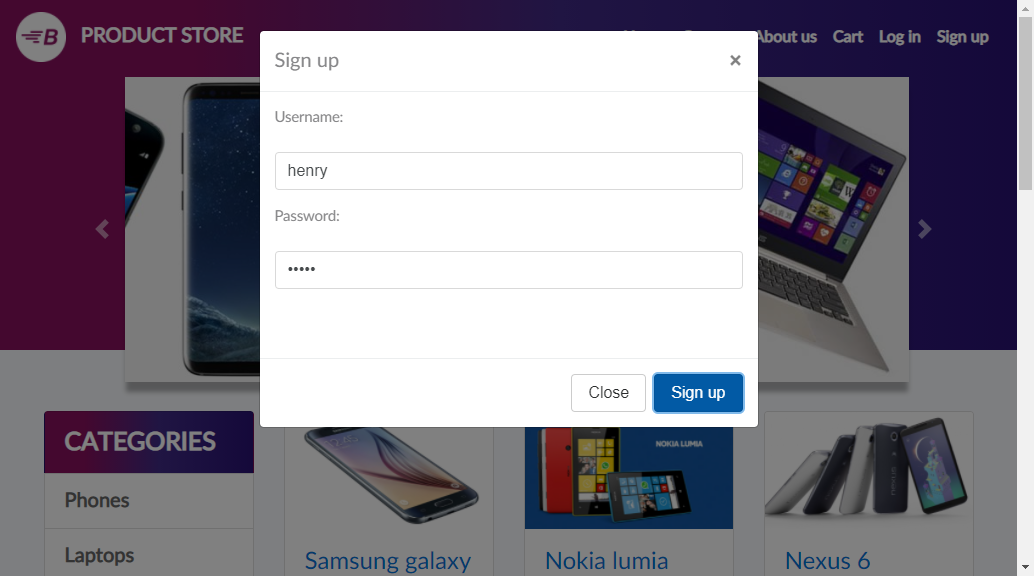 B PRODUCT STORE
About us Cart Log in Sign up
Sign up ×
Username:
henry
Password:
•••••
Close Sign up
CATEGORIES
Phones
Laptops
NOKIA LUMIA
Samsung galaxy
Nokia lumia
Nexus 6